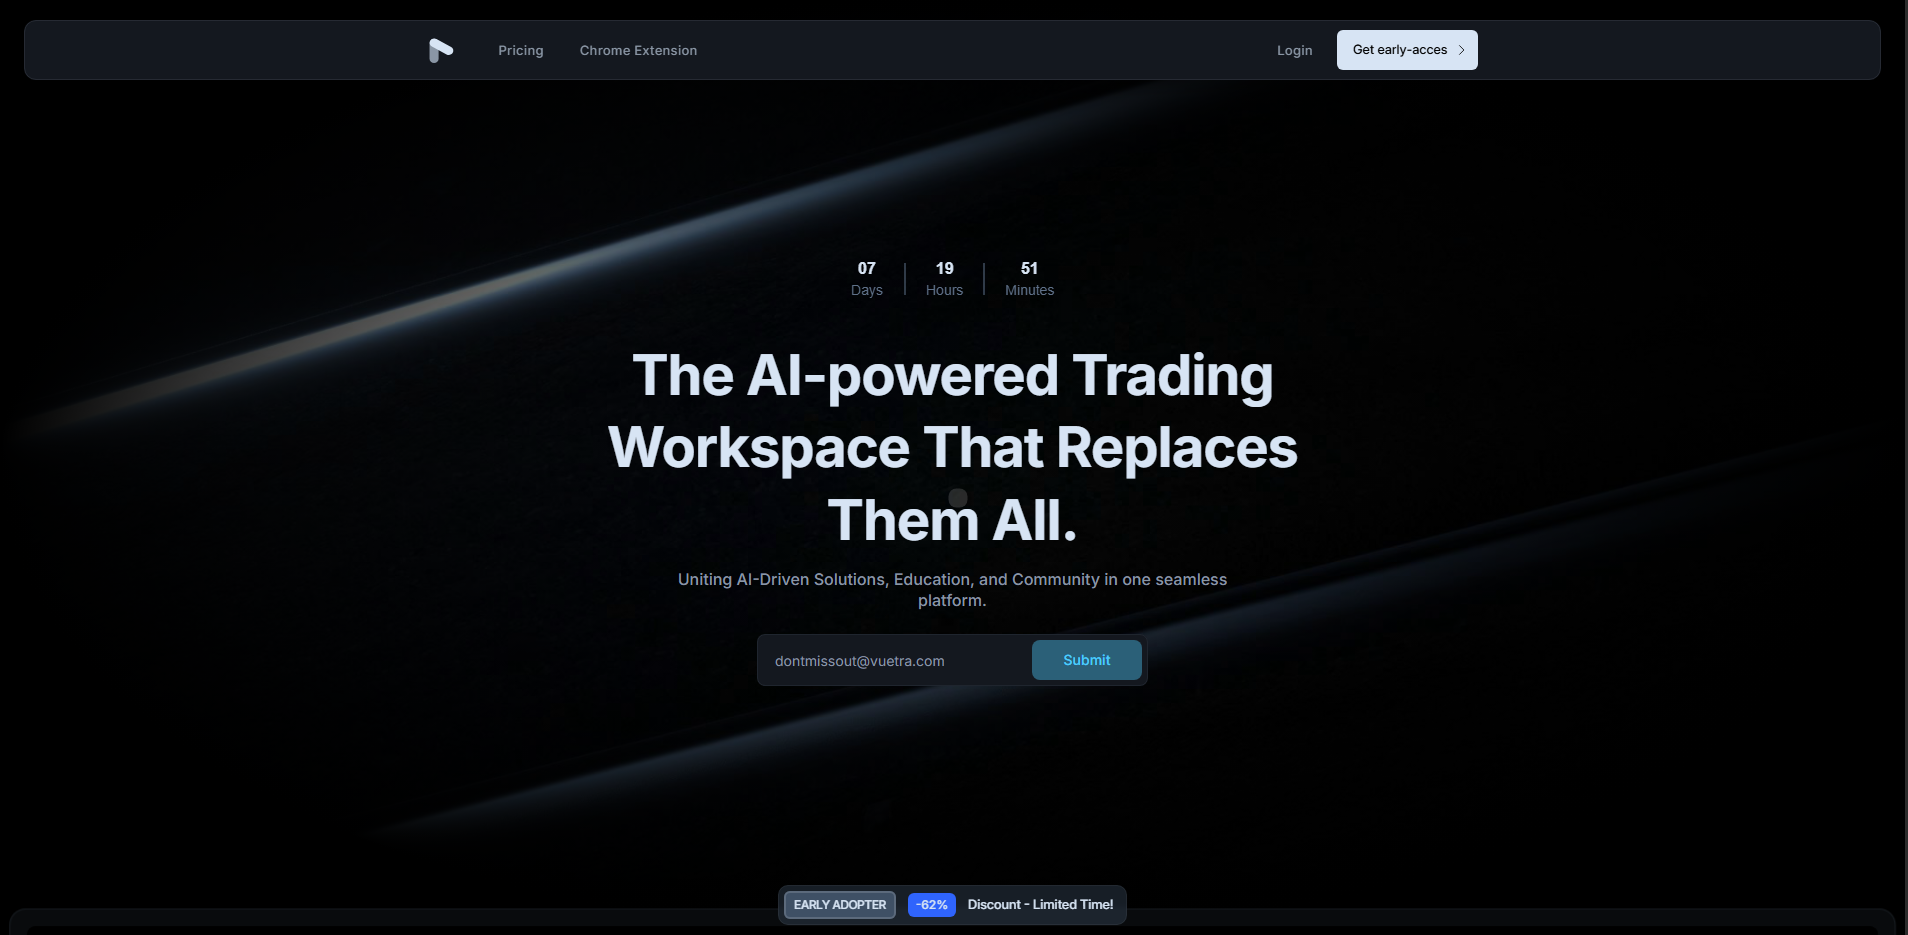 Pricing
Chrome Extension
Login
Get early-acces
07
Days
19
Hours
51
Minutes
The AI-powered Trading
Workspace That Replaces
Them All.
Uniting AI-Driven Solutions, Education, and Community in one seamless
platform.
dontmissout@vuetra.com
Submit
EARLY ADOPTER
-62%
Discount - Limited Time!